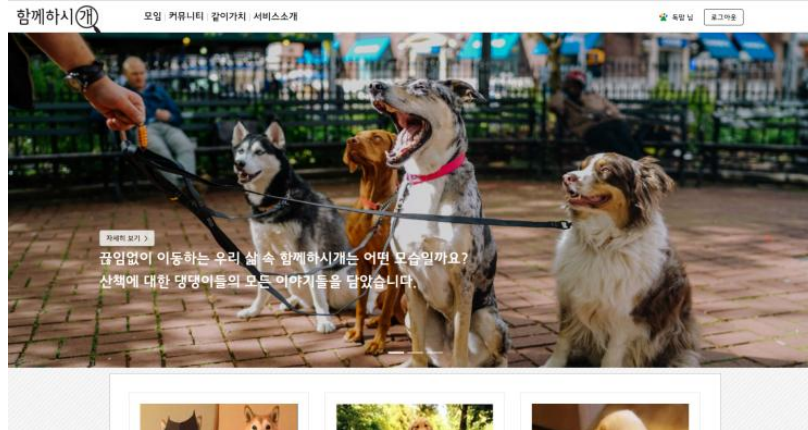 함께하시개
모임 | 커뮤니티 | 같이가치 | 서비스소개
독맘 님
로그아웃
자세히 보기 >
끊임없이 이동하는 우리 삶 속 함께하시개는 어떤 모습일까요?
산책에 대한 댕댕이들의 모든 이야기들을 담았습니다.